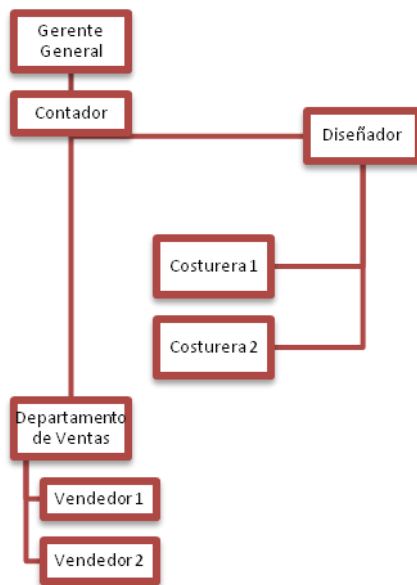 Gerente
General
Contador
Diseñador
Costurera 1
Costurera 2
Departamento
de Ventas
Vendedor 1
Vendedor 2